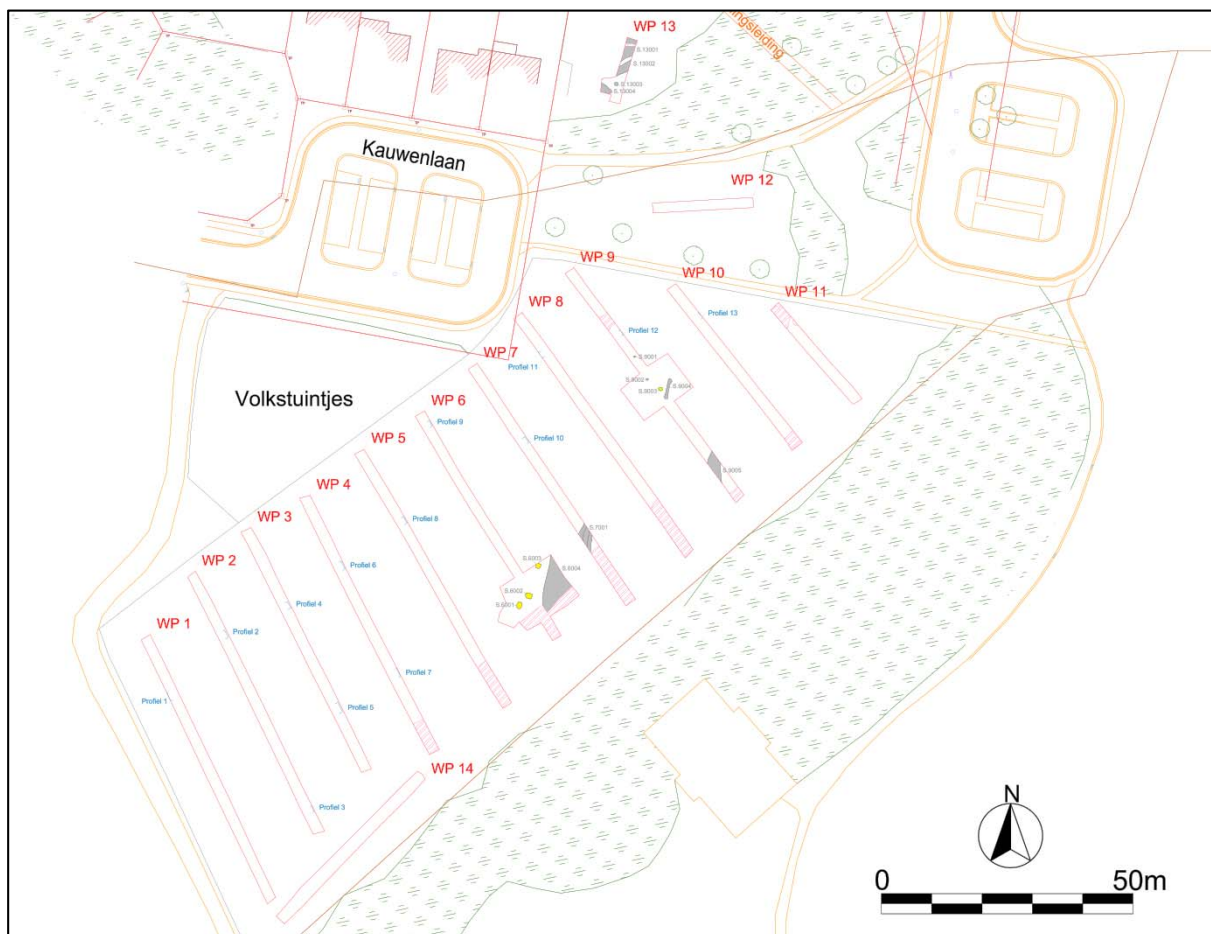 WP 13
ingsleiding
S.13001
S.13002
S.13003
S.13004
Kauwenlaan
WP 12
WP 9
WP 10
WP 11
WP 8
Profiel 13
Profiel 12
WP 7
S.9001
Profiel 11
S.9002
S.9003
S.9004
Volkstuintjes
WP 6
Profiel 9
Profiel 10
WP 5
S.9005
WP 4
Profiel 8
WP 3
S.7001
WP 2
Profiel 6
S.6003
S.6004
S.6002
S.6001
Profiel 4
WP 1
Profiel 2
Profiel 7
Profiel 1
Profiel 5
WP 14
Profiel 3
N
0
50m